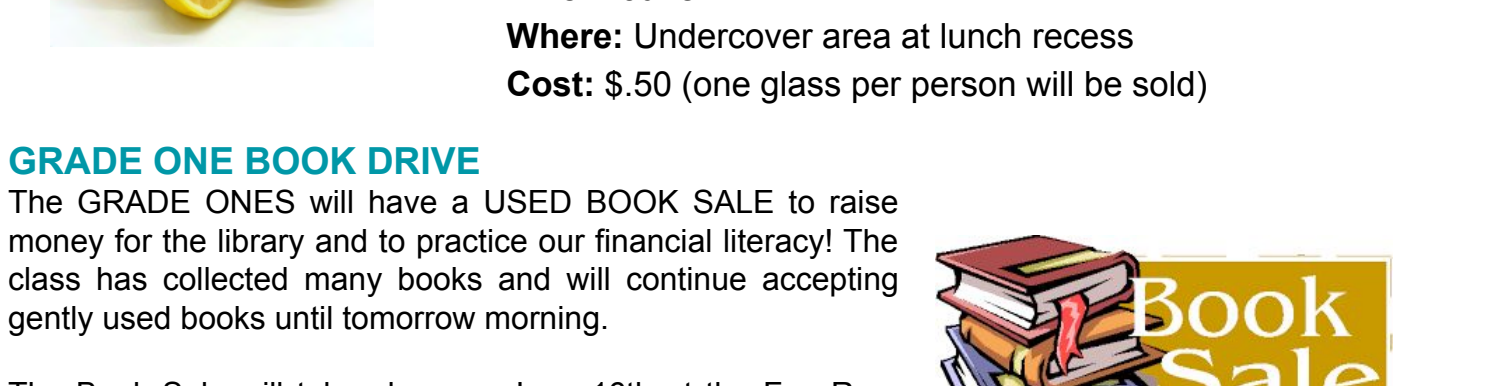 Where: Undercover area at lunch recess
Cost: $.50 (one glass per person will be sold)
GRADE ONE BOOK DRIVE
The GRADE ONES will have a USED BOOK SALE to raise
money for the library and to practice our financial literacy! The
class has collected many books and will continue accepting
gently used books until tomorrow morning.
Book
Sale